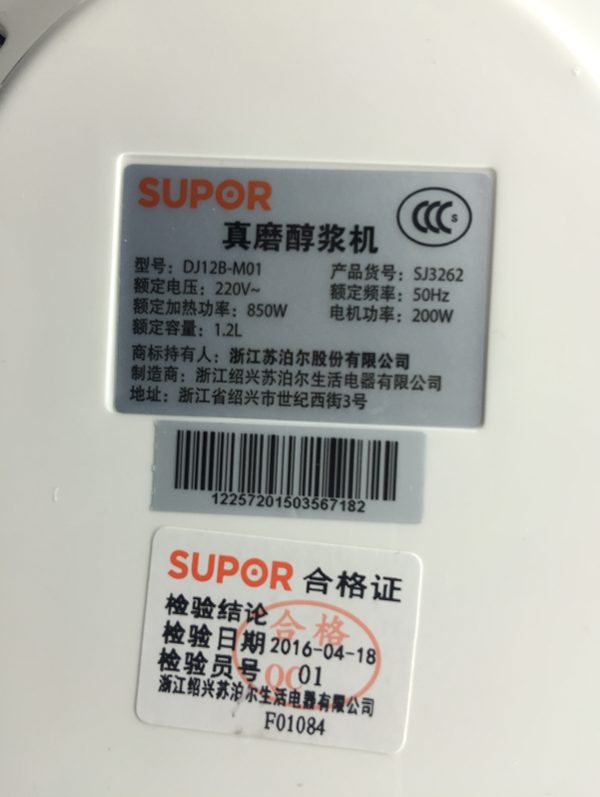 SUPOR
CCC S
真磨醇浆机
型号：DJ12B-M01 产品货号：SJ3262
额定电压：220V~ 额定频率：50Hz
额定加热功率：850W 电机功率：200W
额定容量：1.2L
商标持有人：浙江苏泊尔股份有限公司
制造商：浙江绍兴苏泊尔生活电器有限公司
地址：浙江省绍兴市世纪西街3号
12257201503567182
SUPOR 合格证
检验结论
合格
检验日期 2016-04-18
检验员号 01
QC
浙江绍兴苏泊尔生活电器有限公司
F01084